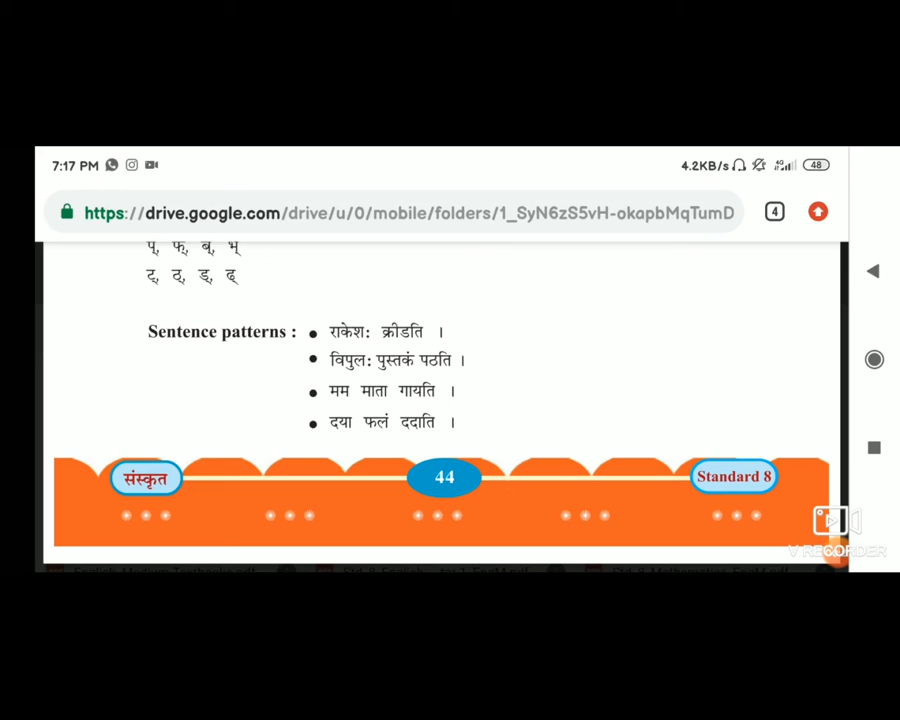 7:17 PM 4.2KB/s 4G 48
https://drive.google.com/drive/u/0/mobile/folders/1_SyN6zS5vH-okapbMqTumD 4
प्, फ्, ब्, भ्
ट्, ठ्, ड्, ढ्
Sentence patterns : • राकेशः क्रीडति ।
• विपुलः पुस्तकं पठति ।
• मम माता गायति ।
• दया फलं ददाति ।
संस्कृत 44 Standard 8
V RECORDER